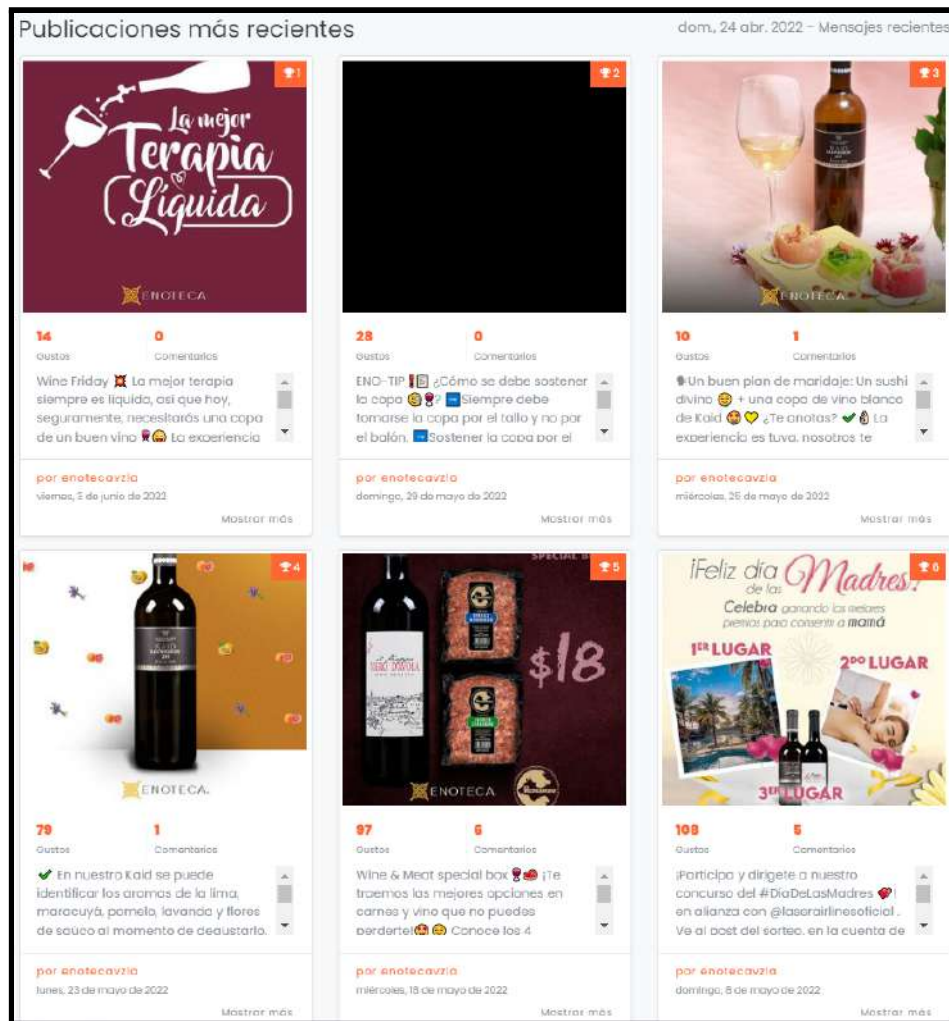 Publicaciones más recientes
dom., 24 abr. 2022 - Mensajes recientes
1
La mejor
Terapia
Líquida
ENOTECA
14
0
Gustos
Comentarios
Wine Friday 💥 La mejor terapia
siempre es líquida, así que hoy,
seguramente, necesitarás una copa
de un buen vino 🍷😄 La experiencia
por enotecavzla
viernes, 3 de junio de 2022
Mostrar más
2
28
0
Gustos
Comentarios
ENO-TIP ¿Cómo se debe sostener
la copa 🧐🍷? Siempre debe
tomarse la copa por el tallo y no por
el balón. Sostener la copa por el
por enotecavzla
domingo, 29 de mayo de 2022
Mostrar más
3
ENOTECA
10
1
Gustos
Comentarios
🗣Un buen plan de maridaje: Un sushi
divino 😊 + una copa de vino blanco
de Kaid 🤩 💛 ¿Te anotas? ✔ La
experiencia es tuya, nosotros te
por enotecavzla
miércoles, 25 de mayo de 2022
Mostrar más
4
ENOTECA.
79
1
Gustos
Comentarios
✔ En nuestro Kaid se puede
identificar los aromas de la lima,
maracuyá, pomelo, lavanda y flores
de saúco al momento de degustarlo.
por enotecavzla
lunes, 23 de mayo de 2022
Mostrar más
SPECIAL
5
NERO D'AVOLA
$18
ENOTECA
97
6
Gustos
Comentarios
Wine & Meat special box 🍷🥩 ¡Te
traemos las mejores opciones en
carnes y vino que no puedes
perderte!🤩 😊 Conoce los 4
por enotecavzla
miércoles, 18 de mayo de 2022
Mostrar más
6
¡Feliz día
de las
Madres!
Celebra ganando los mejores
premios para consentir a mamá
1ER LUGAR
2DO LUGAR
3ER LUGAR
108
5
Gustos
Comentarios
¡Participa y dirígete a nuestro
concurso del #DíaDeLasMadres 💖!
en alianza con @laserairlinesoficial .
Ve al post del sorteo, en la cuenta de
por enotecavzla
domingo, 8 de mayo de 2022
Mostrar más